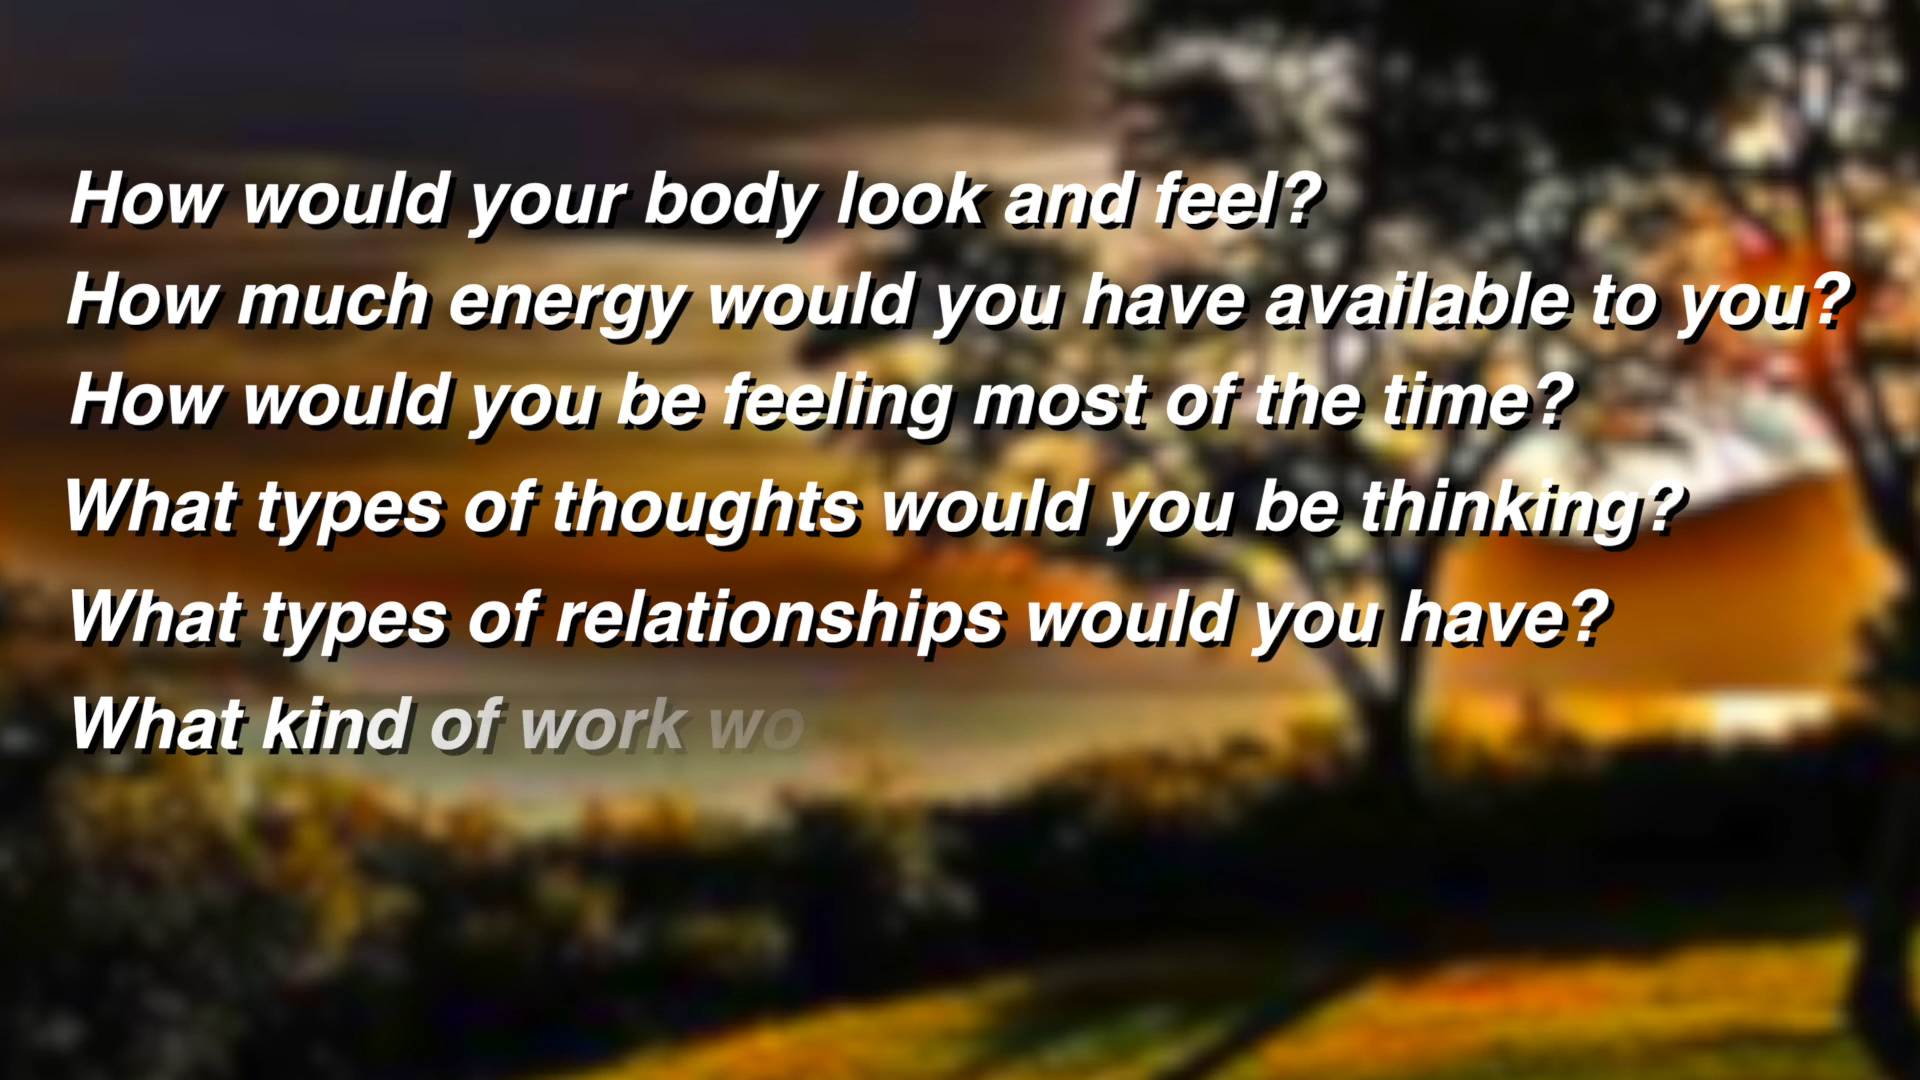 How would your body look and feel?
How much energy would you have available to you?
How would you be feeling most of the time?
What types of thoughts would you be thinking?
What types of relationships would you have?
What kind of work wo